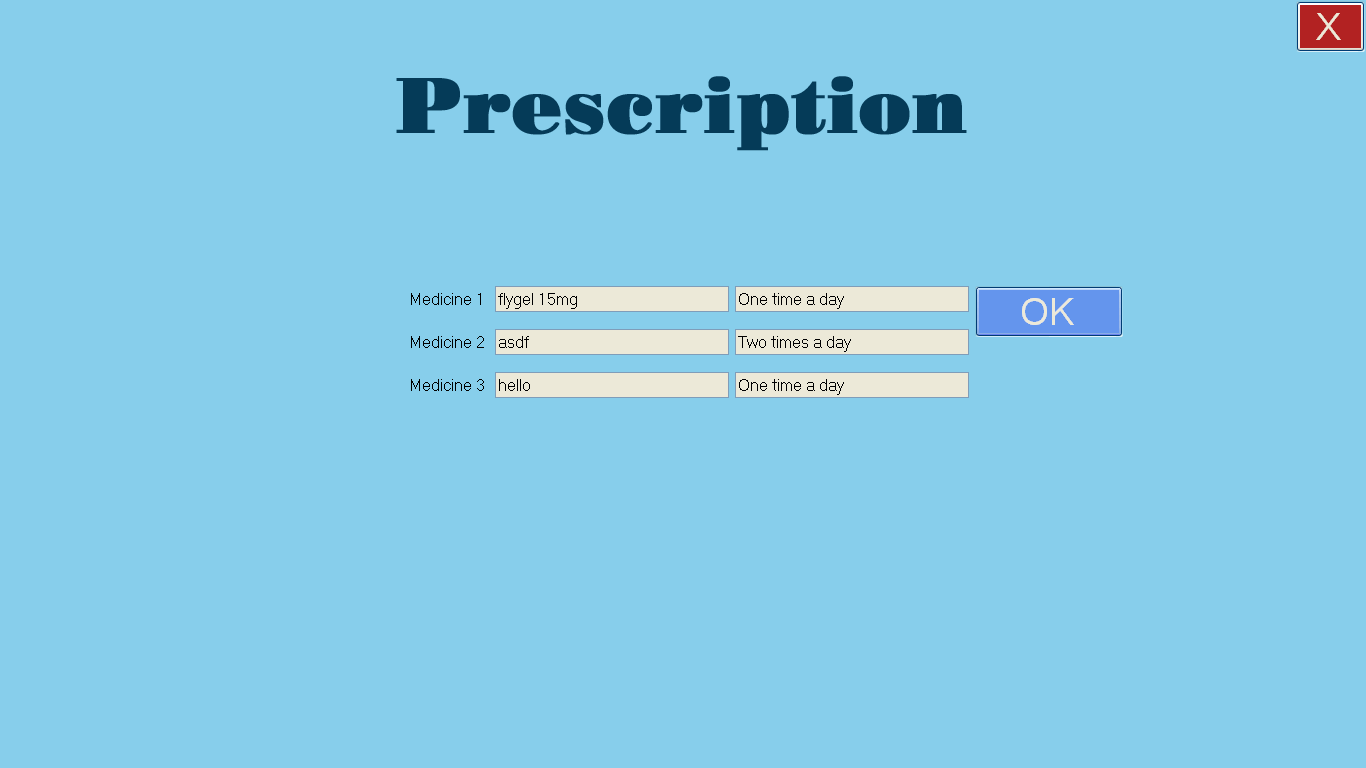 X
Prescription
Medicine 1 flygel 15mg One time a day OK
Medicine 2 asdf Two times a day
Medicine 3 hello One time a day